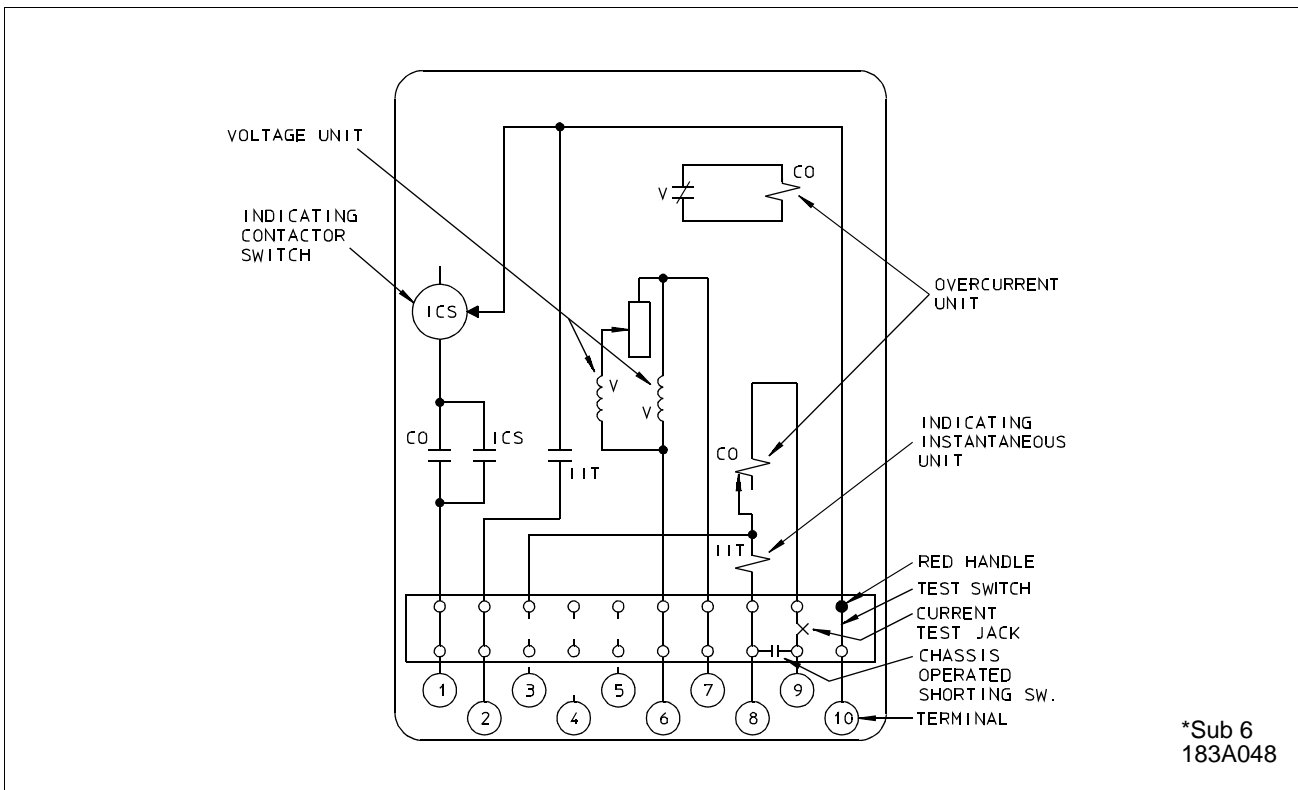 VOLTAGE UNIT
INDICATING
CONTACTOR
SWITCH
CO
V
OVERCURRENT
UNIT
ICS
V
V
CO
ICS
IIT
CO
INDICATING
INSTANTANEOUS
UNIT
IIT
RED HANDLE
TEST SWITCH
CURRENT
TEST JACK
CHASSIS
OPERATED
SHORTING SW.
TERMINAL
1
2
3
4
5
6
7
8
9
10
*Sub 6
183A048